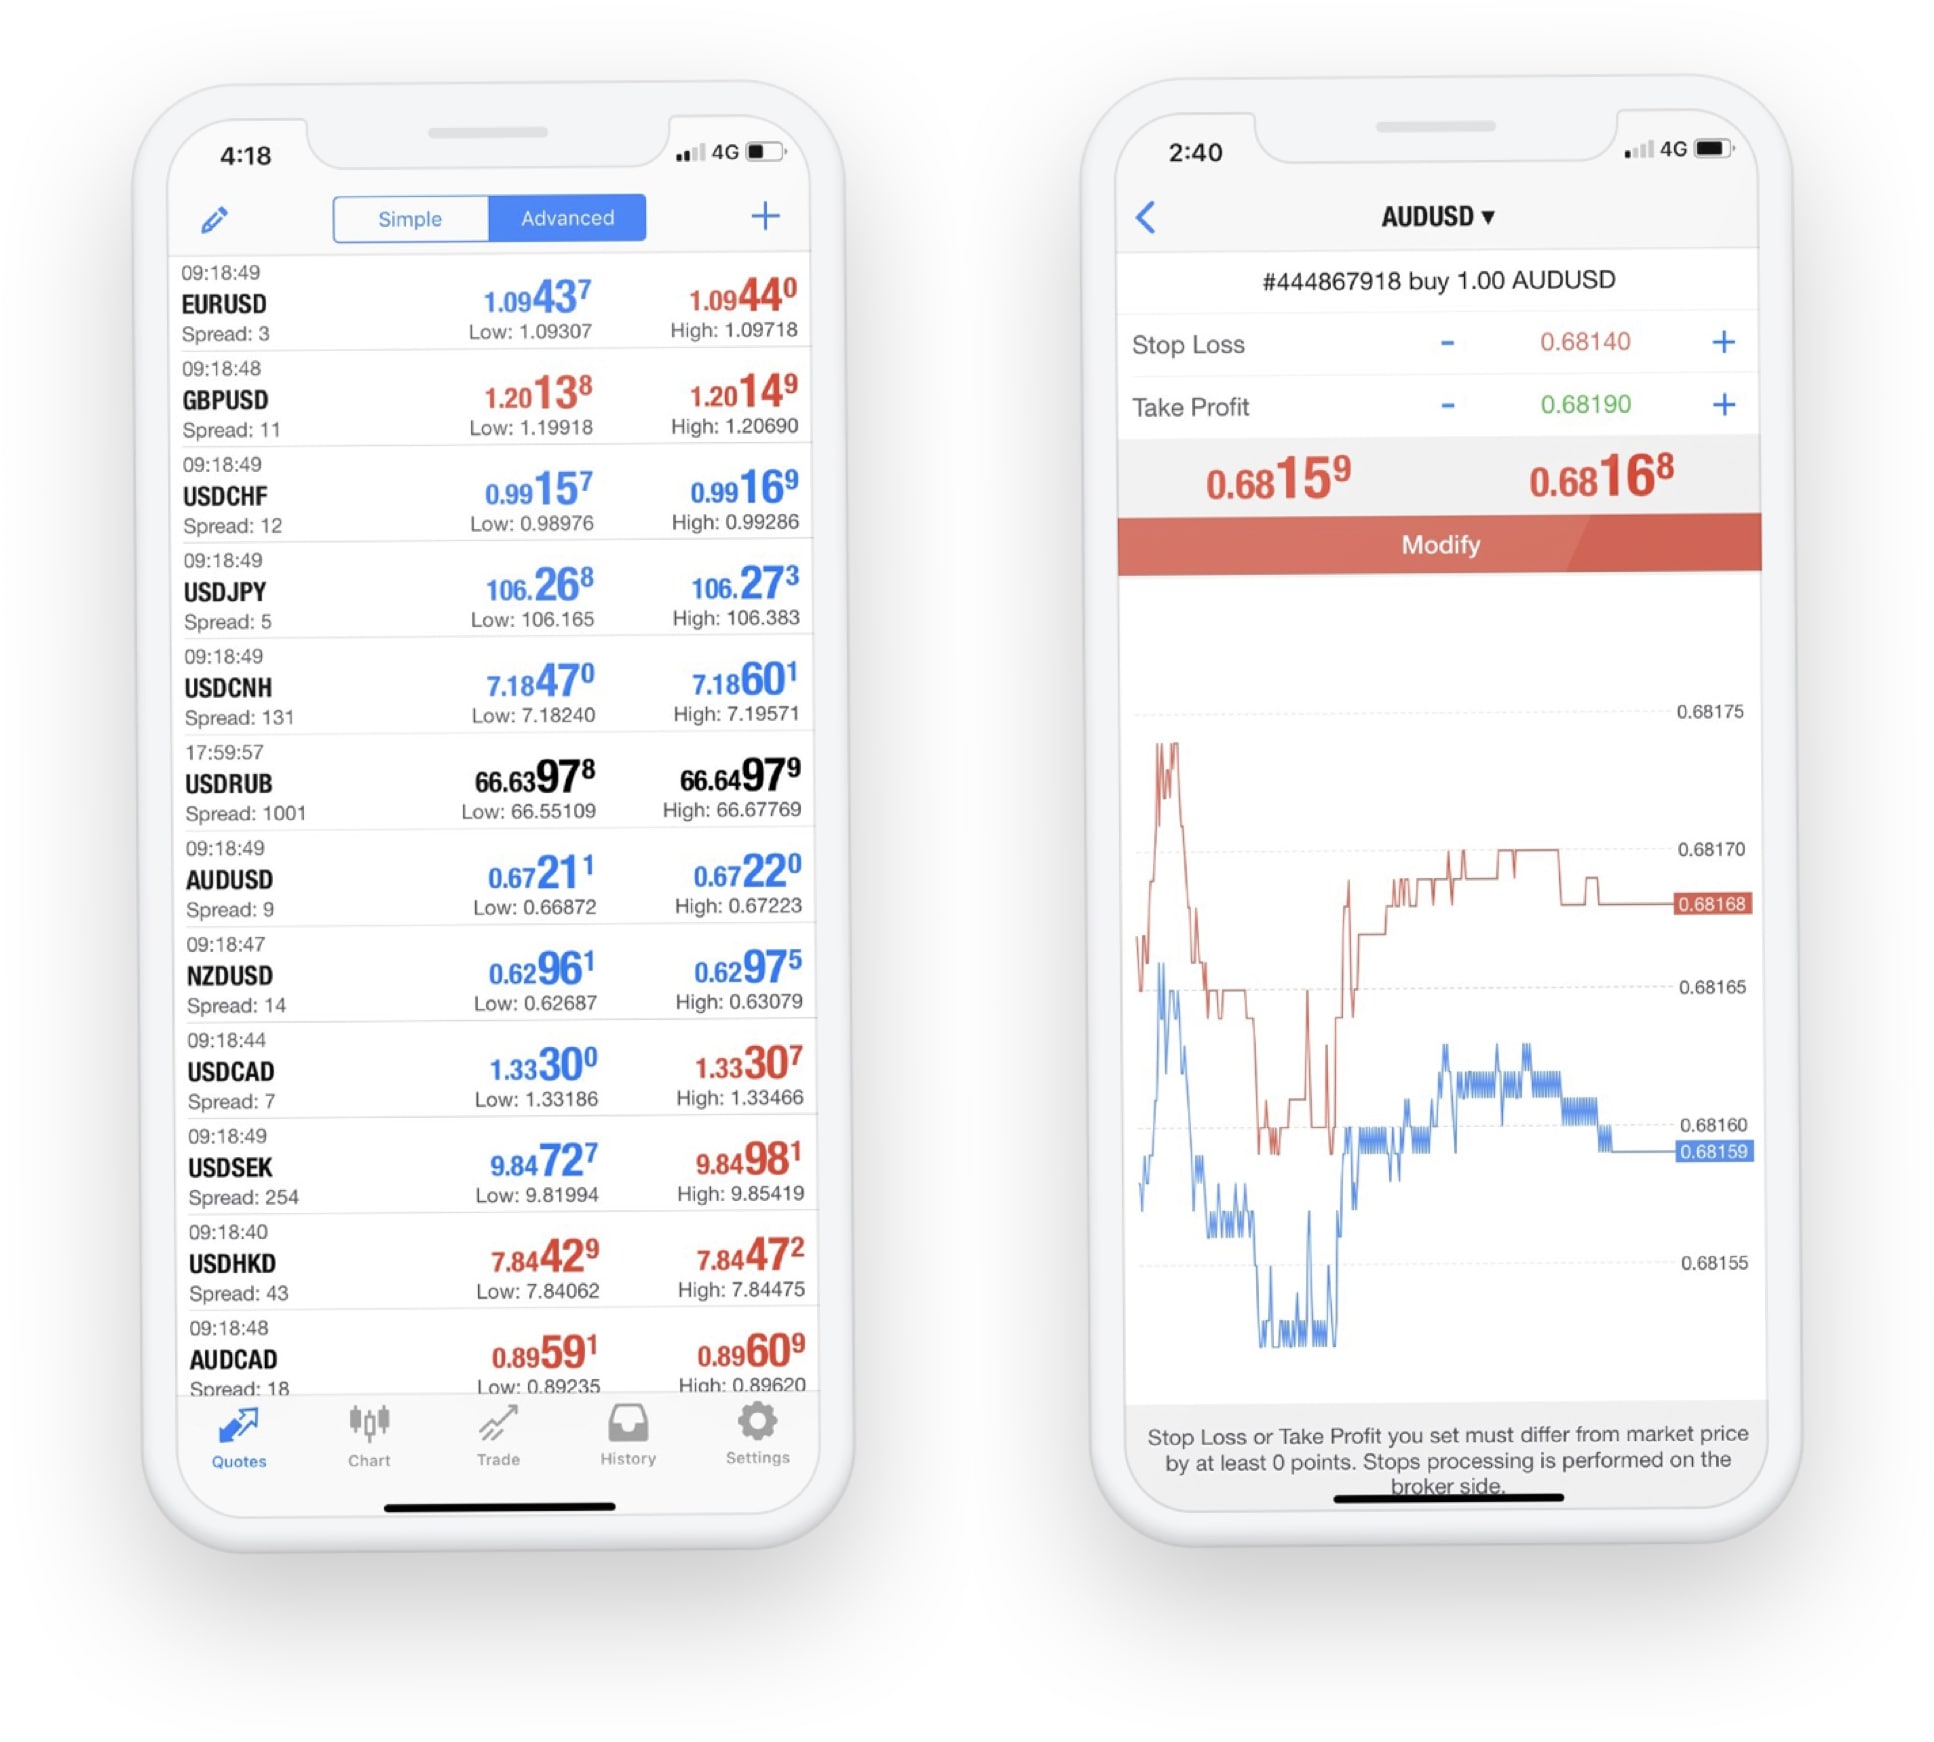 4:18
4G
Simple Advanced +
09:18:49
EURUSD 1.09437 1.09440
Spread: 3 Low: 1.09307 High: 1.09718
09:18:48
GBPUSD 1.20138 1.20149
Spread: 11 Low: 1.19918 High: 1.20690
09:18:49
USDCHF 0.99157 0.99169
Spread: 12 Low: 0.98976 High: 0.99286
09:18:49
USDJPY 106.268 106.273
Spread: 5 Low: 106.165 High: 106.383
09:18:49
USDCNH 7.18470 7.18601
Spread: 131 Low: 7.18240 High: 7.19571
17:59:57
USDRUB 66.63978 66.64979
Spread: 1001 Low: 66.55109 High: 66.67769
09:18:49
AUDUSD 0.67211 0.67220
Spread: 9 Low: 0.66872 High: 0.67223
09:18:47
NZDUSD 0.62961 0.62975
Spread: 14 Low: 0.62687 High: 0.63079
09:18:44
USDCAD 1.33300 1.33307
Spread: 7 Low: 1.33186 High: 1.33466
09:18:49
USDSEK 9.84727 9.84981
Spread: 254 Low: 9.81994 High: 9.85419
09:18:40
USDHKD 7.84429 7.84472
Spread: 43 Low: 7.84062 High: 7.84475
09:18:48
AUDCAD 0.89591 0.89609
Spread: 18 Low: 0.89235 High: 0.89620
Quotes Chart Trade History Settings
2:40
4G
AUDUSD ▾
#444867918 buy 1.00 AUDUSD
Stop Loss - 0.68140 +
Take Profit - 0.68190 +
0.68159 0.68168
Modify
0.68175
0.68170
0.68168
0.68165
0.68160
0.68159
0.68155
Stop Loss or Take Profit you set must differ from market price
by at least 0 points. Stops processing is performed on the
broker side.